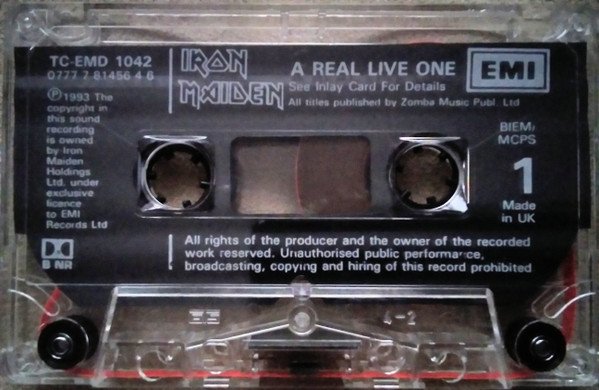 TC-EMD 1042
0777 7 81456 4 6
℗1993 The
copyright in
this sound
recording
is owned
by Iron
Maiden
Holdings
Ltd. under
exclusive
licence
to EMI
Records Ltd
B NR
IRON
MAIDEN
A REAL LIVE ONE
See Inlay Card For Details
All titles published by Zomba Music Publ. Ltd
EMI
BIEM/
MCPS
1
Made
in UK
All rights of the producer and the owner of the recorded
work reserved. Unauthorised public performance,
broadcasting, copying and hiring of this record prohibited
4-2